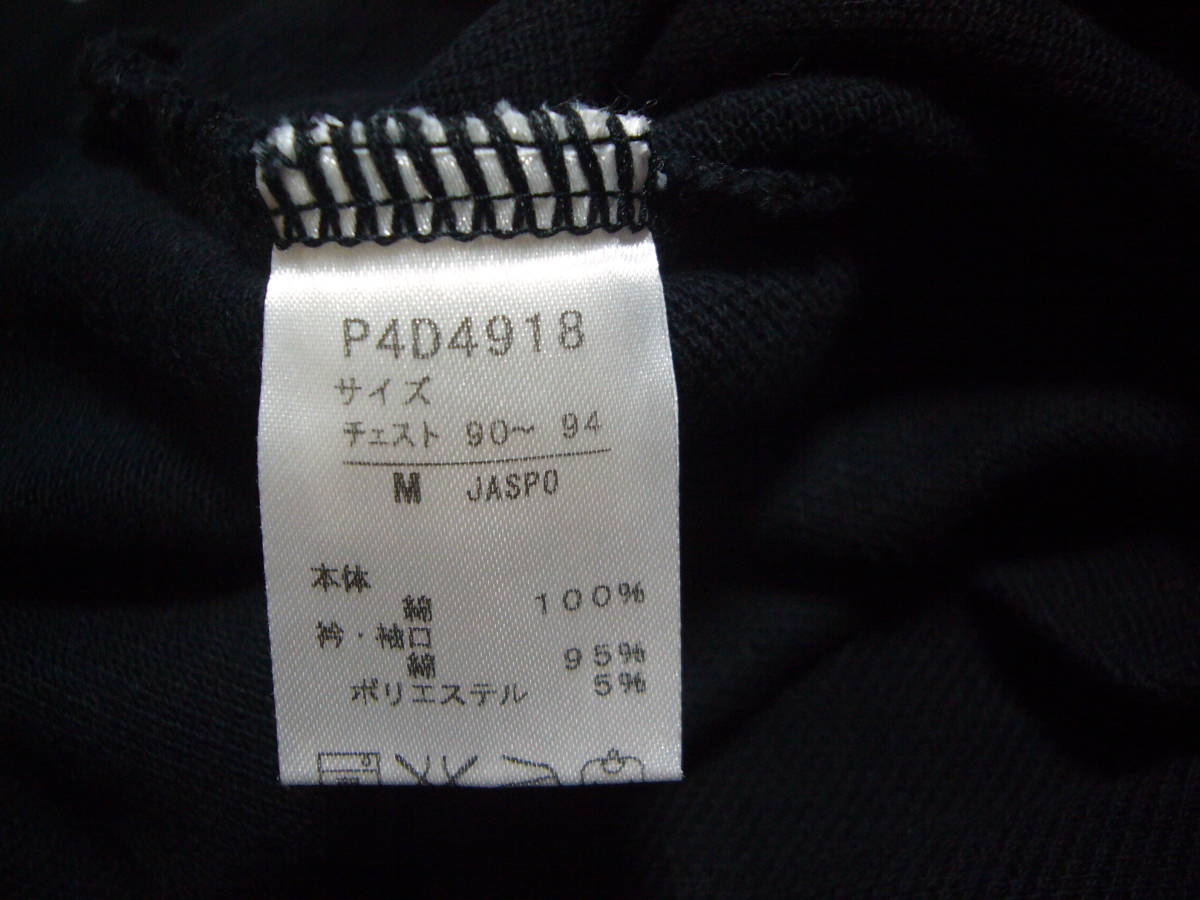 P4D4918
サイズ
チェスト 90～ 94
M JASPO
本体
綿 100%
衿・袖口
綿 95%
ポリエステル 5%